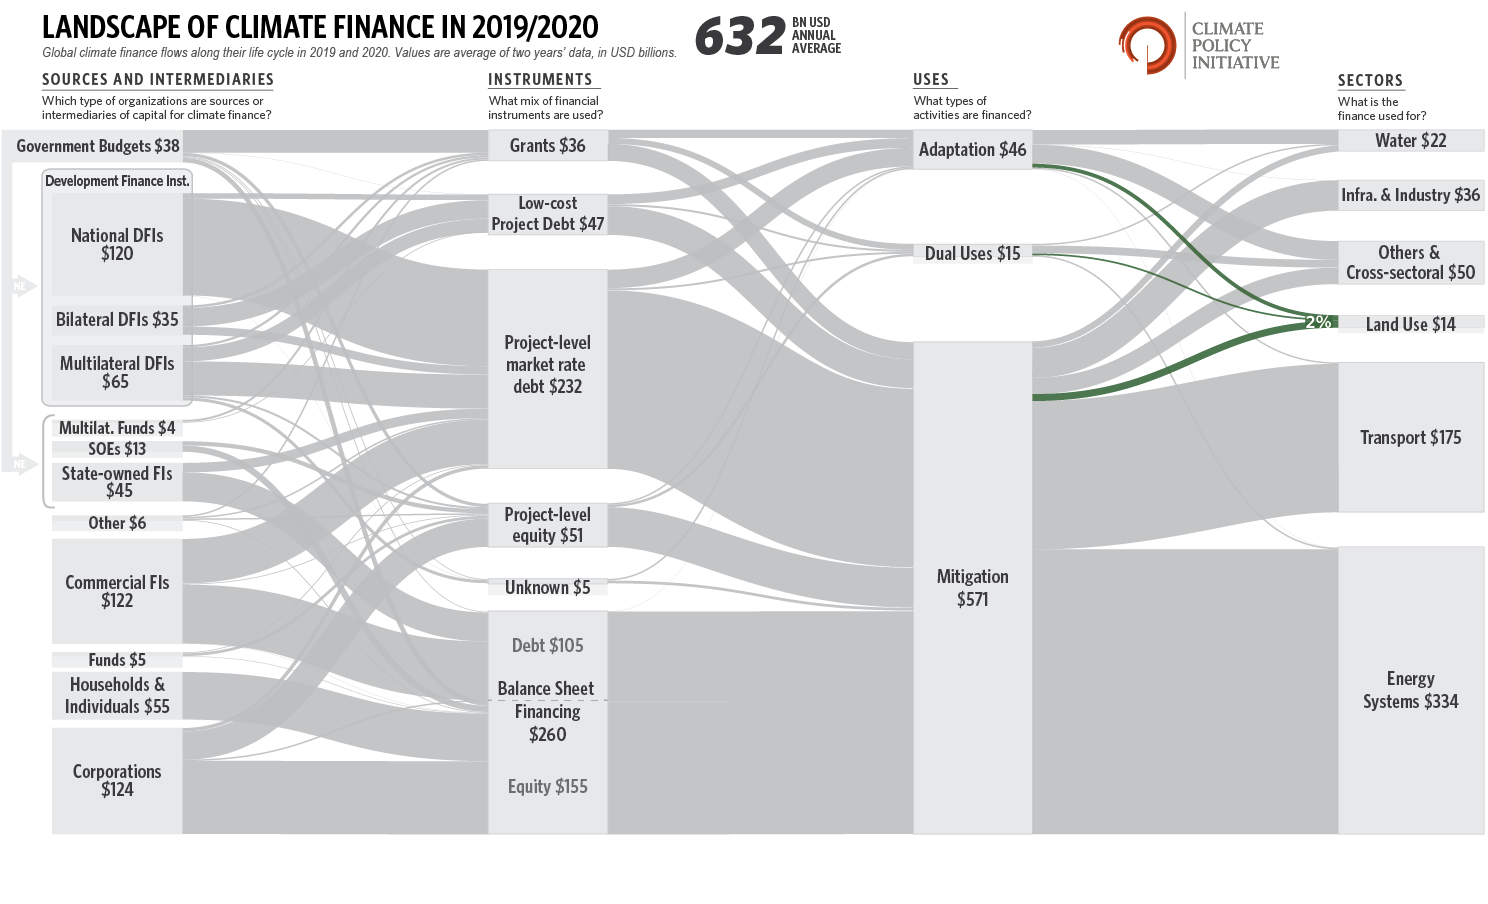 LANDSCAPE OF CLIMATE FINANCE IN 2019/2020
Global climate finance flows along their life cycle in 2019 and 2020. Values are average of two years' data, in USD billions.
632
BN USD
ANNUAL
AVERAGE
CLIMATE
POLICY
INITIATIVE
SOURCES AND INTERMEDIARIES
Which type of organizations are sources or
intermediaries of capital for climate finance?
Government Budgets $38
Development Finance Inst.
National DFIs
$120
NE
Bilateral DFIs $35
Multilateral DFIs
$65
Multilat. Funds $4
SOEs $13
NE
State-owned FIs
$45
Other $6
Commercial FIs
$122
Funds $5
Households &
Individuals $55
Corporations
$124
INSTRUMENTS
What mix of financial
instruments are used?
Grants $36
Low-cost
Project Debt $47
Project-level
market rate
debt $232
Project-level
equity $51
Unknown $5
Debt $105
Balance Sheet
Financing
$260
Equity $155
USES
What types of
activities are financed?
Adaptation $46
Dual Uses $15
Mitigation
$571
SECTORS
What is the
finance used for?
Water $22
Infra. & Industry $36
Others &
Cross-sectoral $50
2%
Land Use $14
Transport $175
Energy
Systems $334